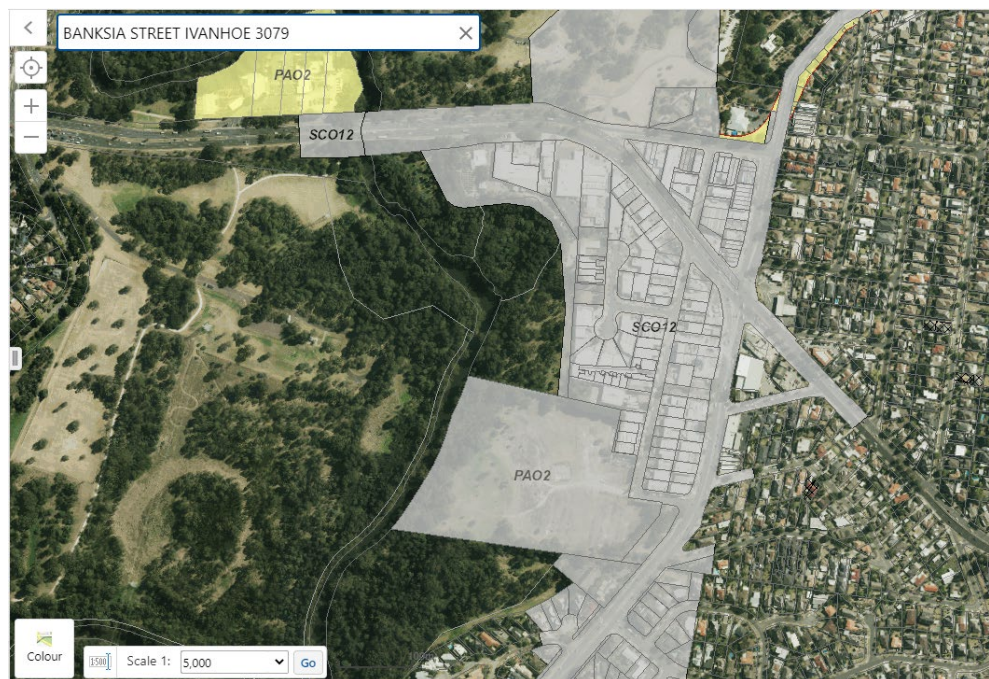 BANKSIA STREET IVANHOE 3079
PAO2
SCO12
SCO12
PAO2
Colour
Scale 1:
5,000
Go